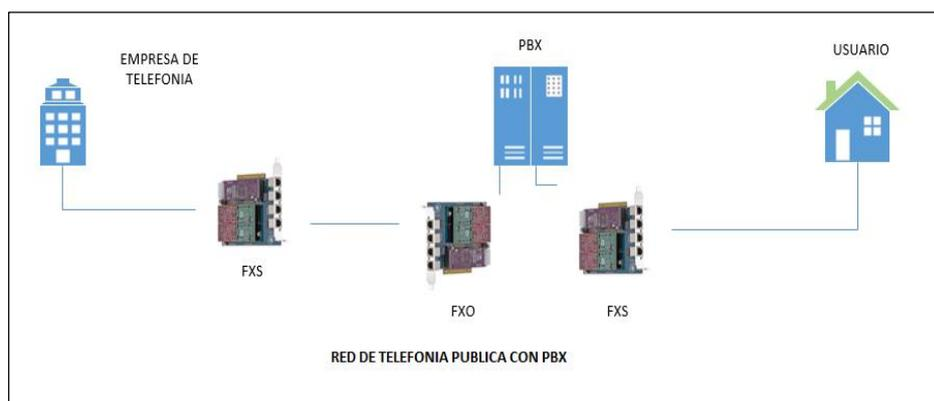 EMPRESA DE
TELEFONIA
PBX
USUARIO
FXS
FXO
FXS
RED DE TELEFONIA PUBLICA CON PBX